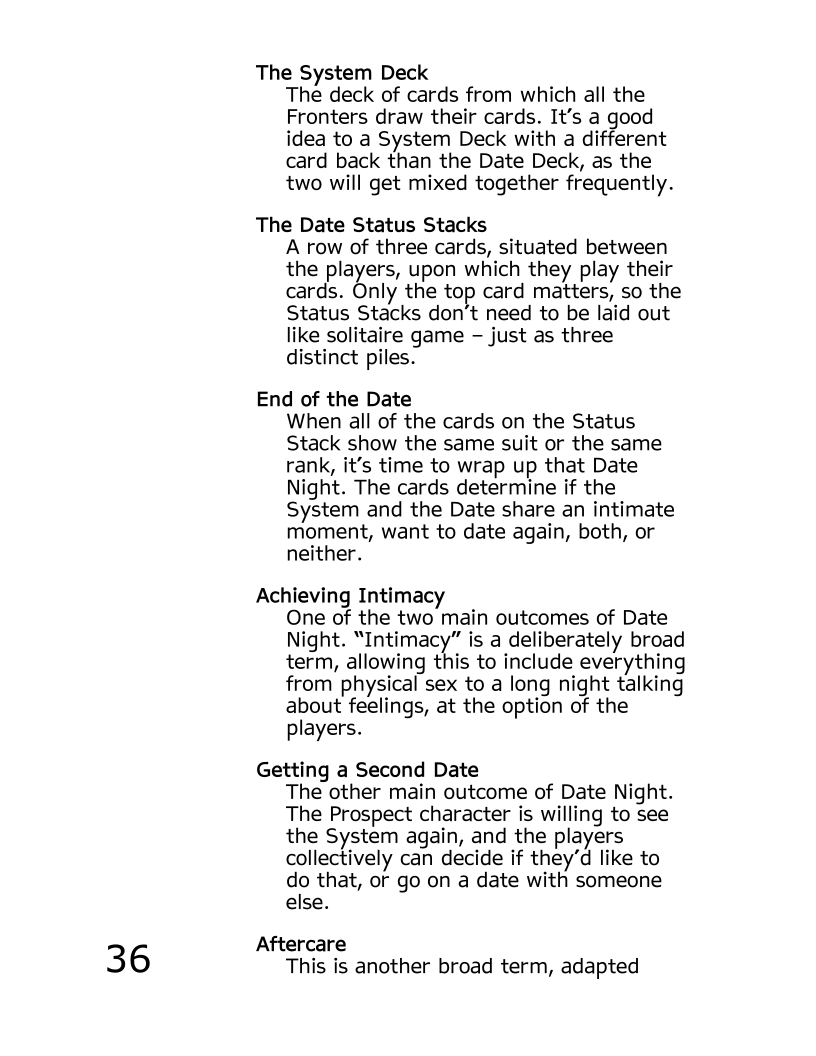 The System Deck
The deck of cards from which all the
Fronters draw their cards. It’s a good
idea to a System Deck with a different
card back than the Date Deck, as the
two will get mixed together frequently.
The Date Status Stacks
A row of three cards, situated between
the players, upon which they play their
cards. Only the top card matters, so the
Status Stacks don’t need to be laid out
like solitaire game – just as three
distinct piles.
End of the Date
When all of the cards on the Status
Stack show the same suit or the same
rank, it’s time to wrap up that Date
Night. The cards determine if the
System and the Date share an intimate
moment, want to date again, both, or
neither.
Achieving Intimacy
One of the two main outcomes of Date
Night. “Intimacy” is a deliberately broad
term, allowing this to include everything
from physical sex to a long night talking
about feelings, at the option of the
players.
Getting a Second Date
The other main outcome of Date Night.
The Prospect character is willing to see
the System again, and the players
collectively can decide if they’d like to
do that, or go on a date with someone
else.
Aftercare
This is another broad term, adapted
36